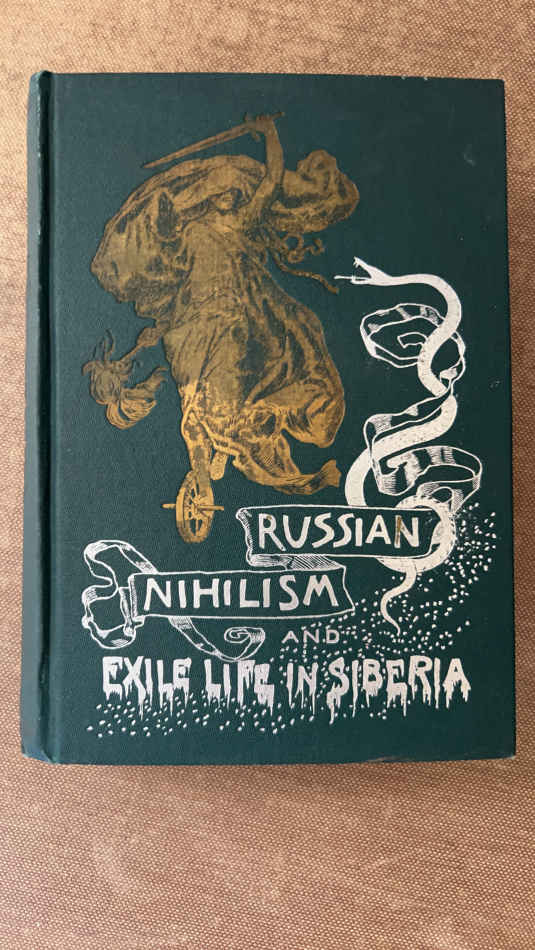 RUSSIAN
NIHILISM
AND
EXILE LIFE IN SIBERIA